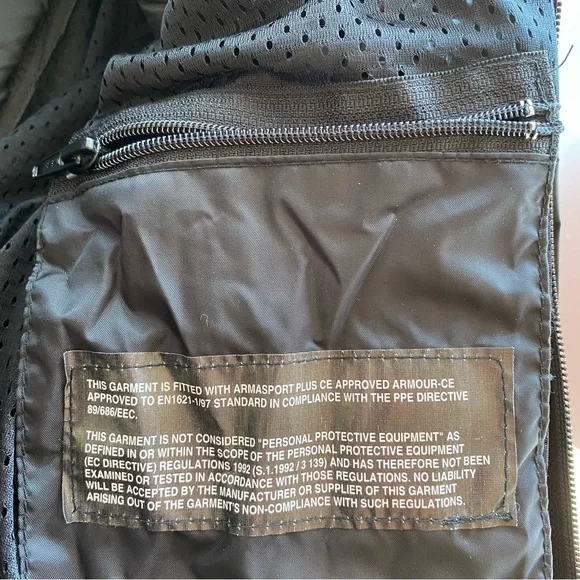 THIS GARMENT IS FITTED WITH ARMASPORT PLUS CE APPROVED ARMOUR-CE
APPROVED TO EN1621-1/97 STANDARD IN COMPLIANCE WITH THE PPE DIRECTIVE
89/686/EEC.
THIS GARMENT IS NOT CONSIDERED "PERSONAL PROTECTIVE EQUIPMENT" AS
DEFINED IN OR WITHIN THE SCOPE OF THE PERSONAL PROTECTIVE EQUIPMENT
(EC DIRECTIVE) REGULATIONS 1992 (S.1.1992 / 3 139) AND HAS THEREFORE NOT BEEN
EXAMINED OR TESTED IN ACCORDANCE WITH THOSE REGULATIONS. NO LIABILITY
WILL BE ACCEPTED BY THE MANUFACTURER OR SUPPLIER OF THIS GARMENT
ARISING OUT OF THE GARMENT'S NON-COMPLIANCE WITH SUCH REGULATIONS.